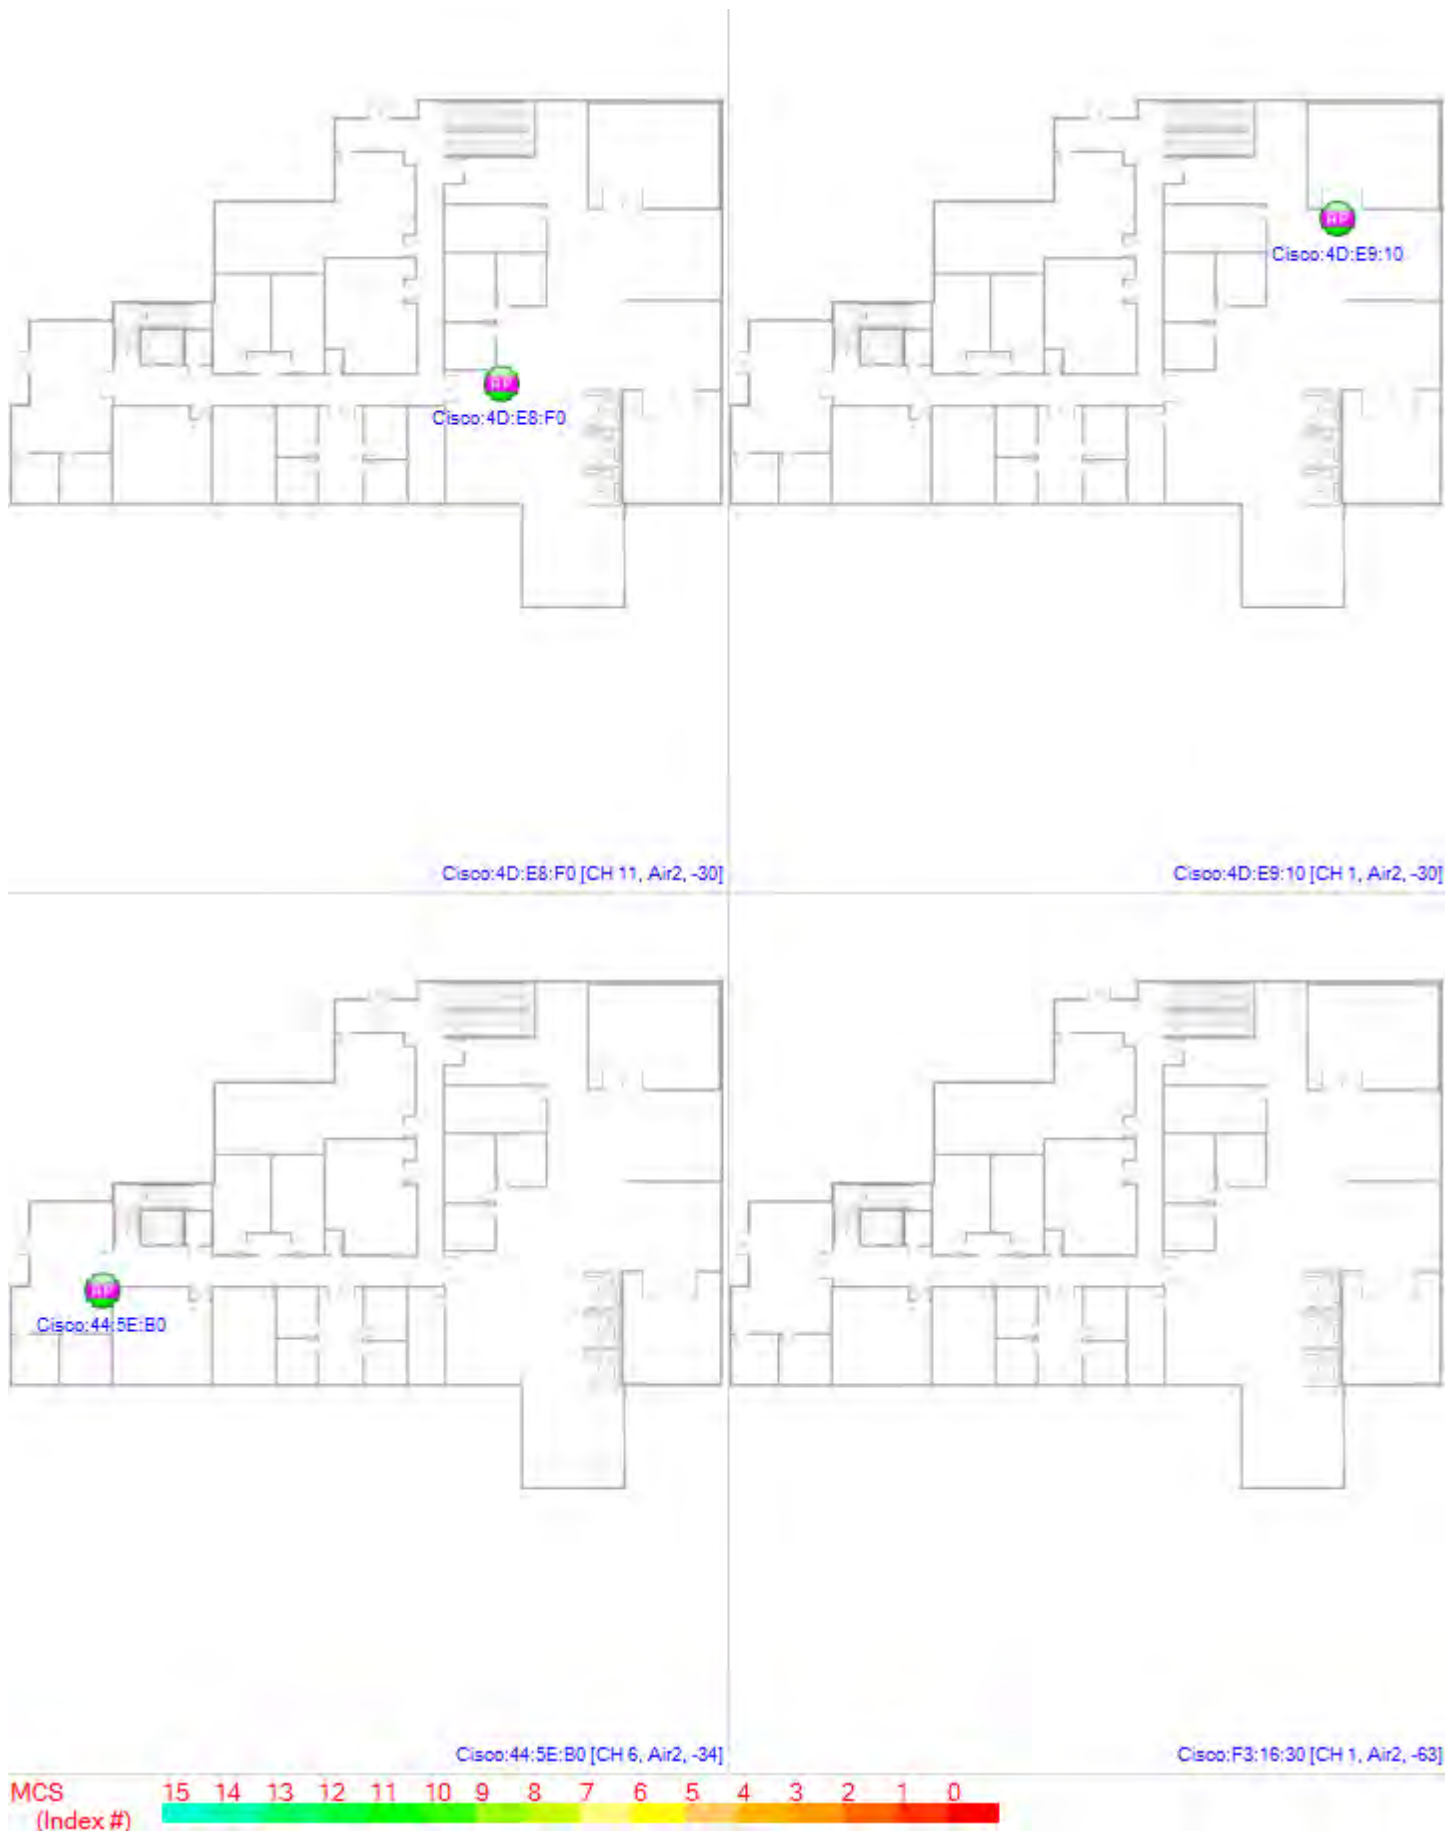 AP
Cisco:4D:E9:10
AP
Cisco:4D:E8:F0
Cisco:4D:E8:F0 [CH 11, Air2, -30]
Cisco:4D:E9:10 [CH 1, Air2, -30]
AP
Cisco:44:5E:B0
Cisco:44:5E:B0 [CH 6, Air2, -34]
Cisco:F3:16:30 [CH 1, Air2, -63]
MCS 15 14 13 12 11 10 9 8 7 6 5 4 3 2 1 0
(Index #)